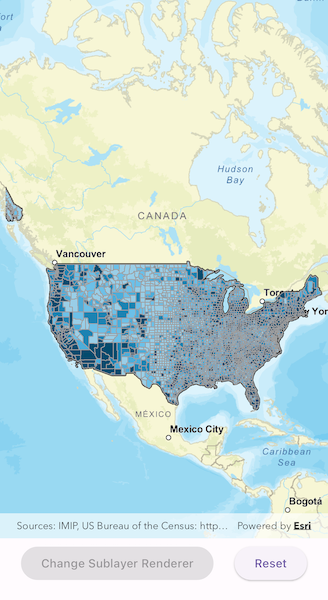 Hudson
Bay
CANADA
Vancouver
Toro
York
MÉXICO
Mexico City
Caribbean
Sea
Bogotá
Sources: IMIP, US Bureau of the Census: http... Powered by Esri
Change Sublayer Renderer
Reset